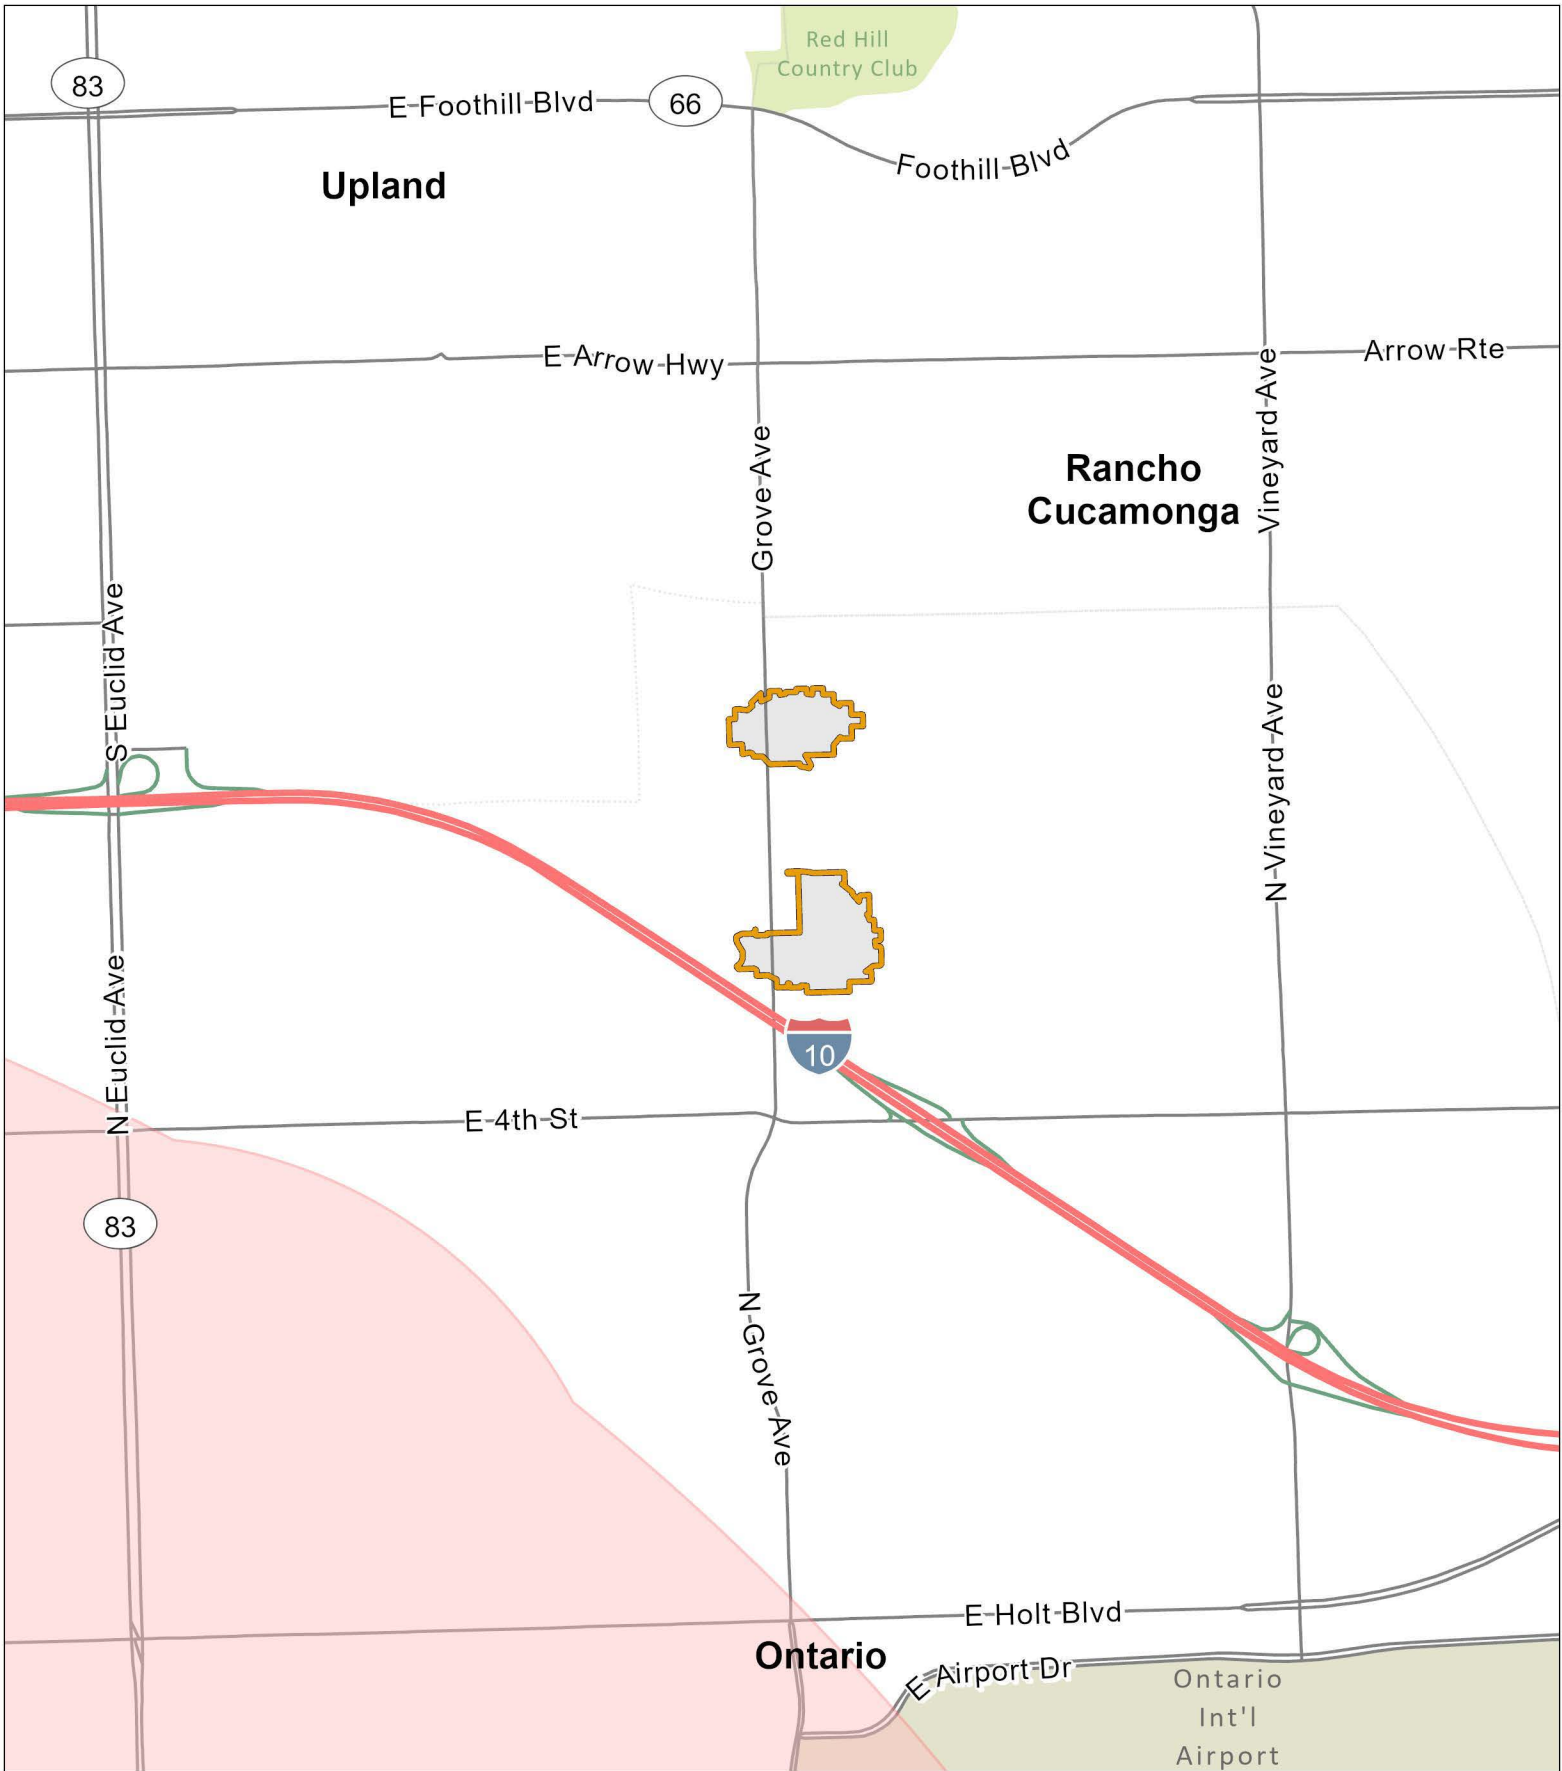 Red Hill
Country Club
83
E Foothill Blvd
66
Foothill Blvd
Upland
E Arrow Hwy
Arrow Rte
Vineyard Ave
Grove Ave
Rancho
Cucamonga
S Euclid Ave
N Vineyard Ave
N Euclid Ave
10
E 4th St
83
N Grove Ave
E Holt Blvd
Ontario
E Airport Dr
Ontario
Int'l
Airport